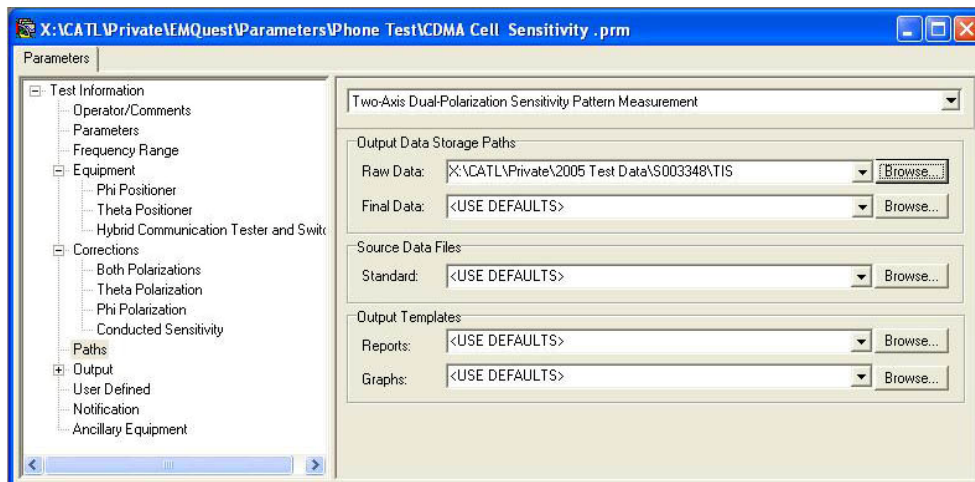 X:\CATL\Private\EMQuest\Parameters\Phone Test\CDMA Cell Sensitivity .prm
Parameters
Test Information
Operator/Comments
Parameters
Frequency Range
Equipment
Phi Positioner
Theta Positioner
Hybrid Communication Tester and Switc
Corrections
Both Polarizations
Theta Polarization
Phi Polarization
Conducted Sensitivity
Paths
Output
User Defined
Notification
Ancillary Equipment
Two-Axis Dual-Polarization Sensitivity Pattern Measurement
Output Data Storage Paths
Raw Data: X:\CATL\Private\2005 Test Data\S003348\TIS Browse...
Final Data: <USE DEFAULTS> Browse...
Source Data Files
Standard: <USE DEFAULTS> Browse...
Output Templates
Reports: <USE DEFAULTS> Browse...
Graphs: <USE DEFAULTS> Browse...